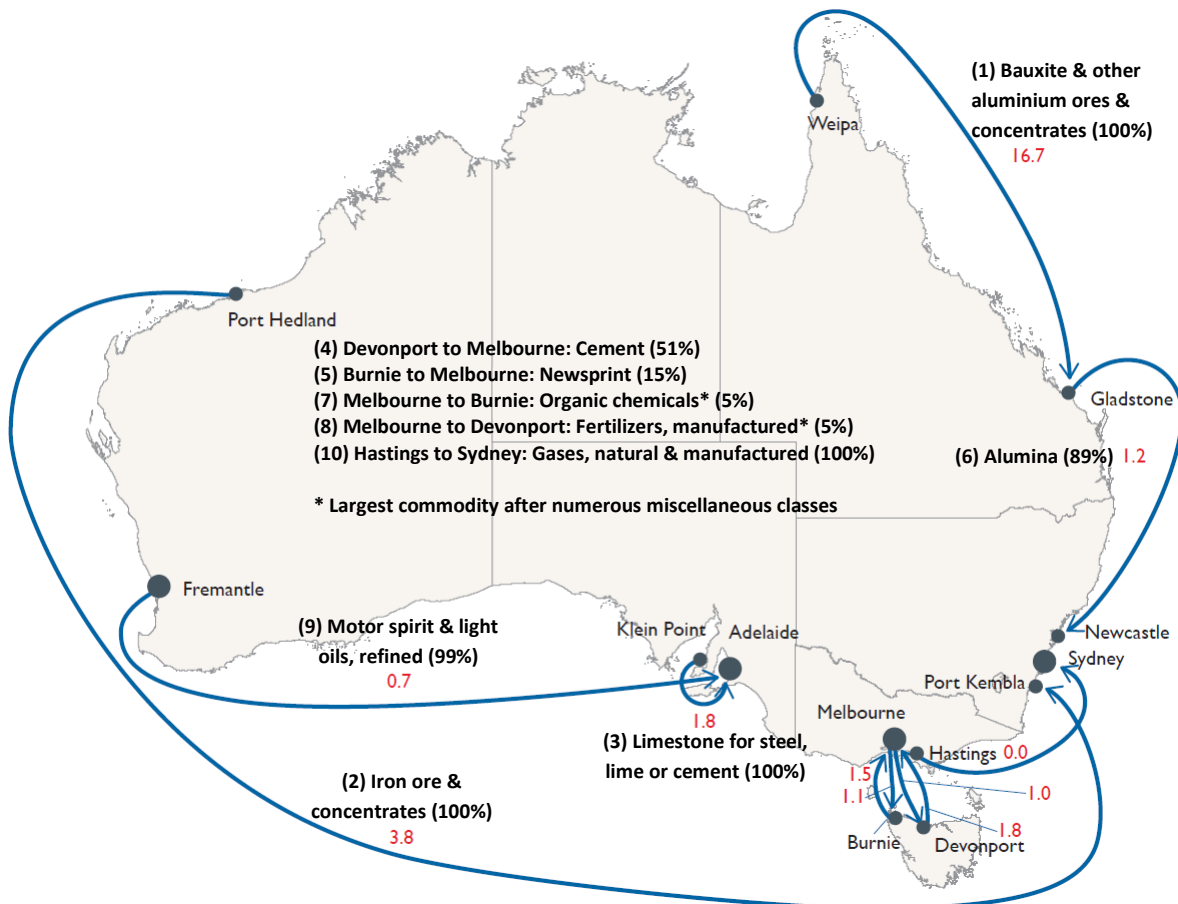 (1) Bauxite & other
aluminium ores &
concentrates (100%)
16.7
Weipa
Port Hedland
(4) Devonport to Melbourne: Cement (51%)
(5) Burnie to Melbourne: Newsprint (15%)
(7) Melbourne to Burnie: Organic chemicals* (5%)
(8) Melbourne to Devonport: Fertilizers, manufactured* (5%)
(10) Hastings to Sydney: Gases, natural & manufactured (100%)
* Largest commodity after numerous miscellaneous classes
Gladstone
(6) Alumina (89%) 1.2
Fremantle
(9) Motor spirit & light
oils, refined (99%)
0.7
Klein Point
Adelaide
1.8
Newcastle
Sydney
Port Kembla
Melbourne
(3) Limestone for steel,
lime or cement (100%)
Hastings 0.0
1.5
1.1
1.0
1.8
Burnie
Devonport
(2) Iron ore &
concentrates (100%)
3.8